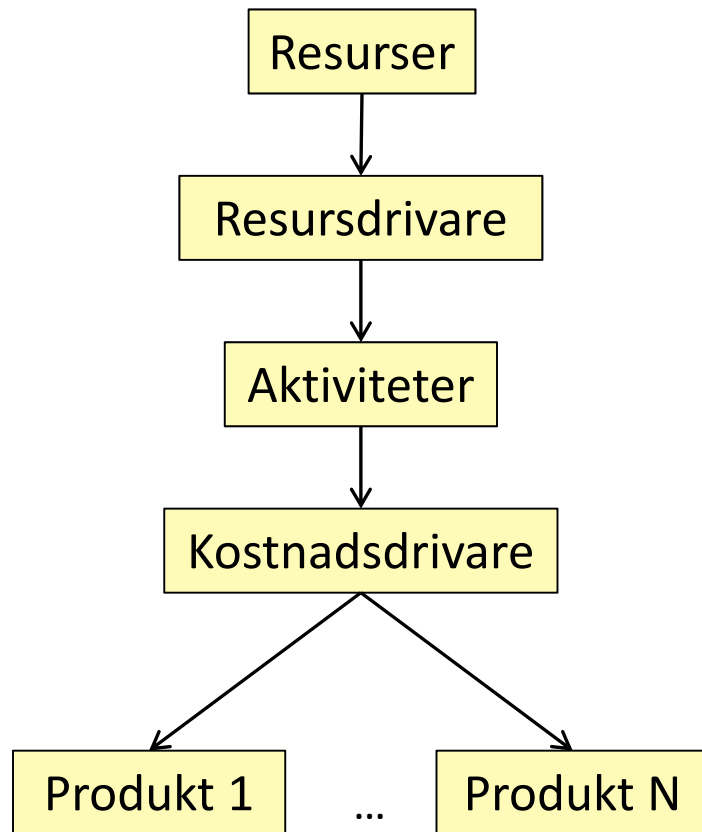 Resurser
Resursdrivare
Aktiviteter
Kostnadsdrivare
Produkt 1 ... Produkt N